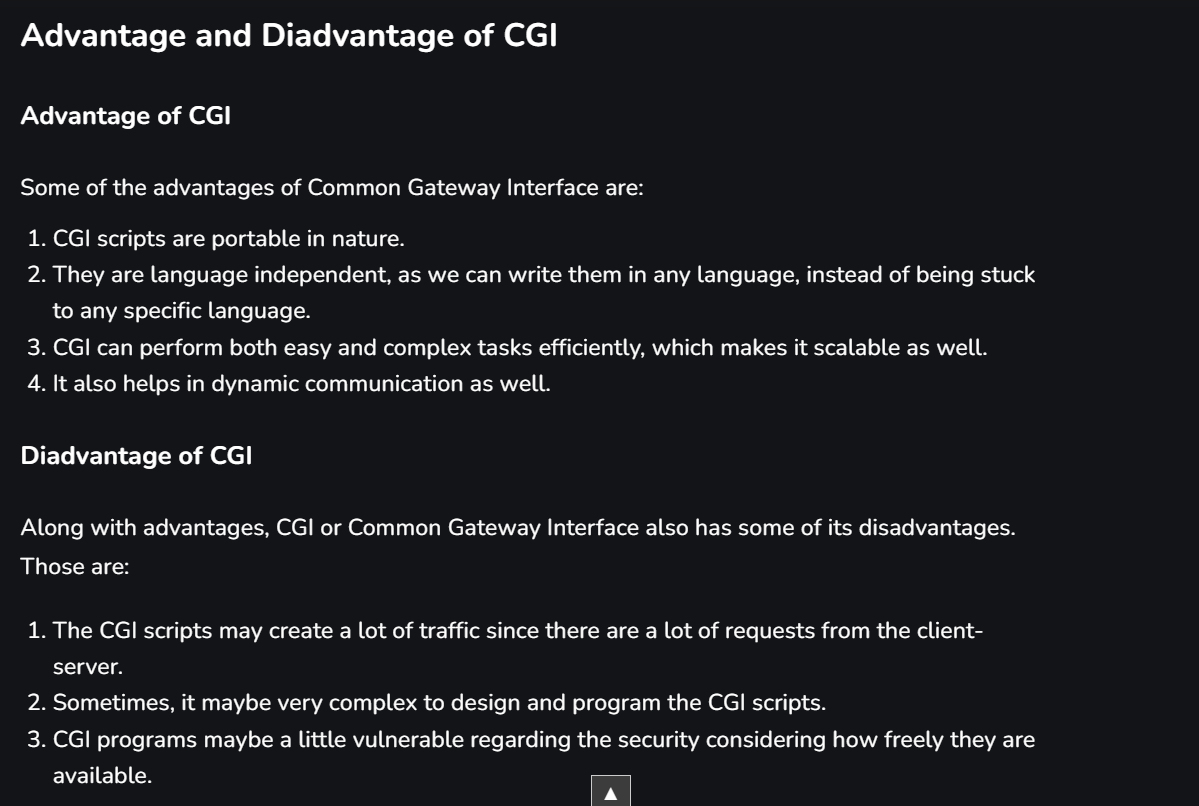 Advantage and Diadvantage of CGI
Advantage of CGI
Some of the advantages of Common Gateway Interface are:
1. CGI scripts are portable in nature.
2. They are language independent, as we can write them in any language, instead of being stuck
to any specific language.
3. CGI can perform both easy and complex tasks efficiently, which makes it scalable as well.
4. It also helps in dynamic communication as well.
Diadvantage of CGI
Along with advantages, CGI or Common Gateway Interface also has some of its disadvantages.
Those are:
1. The CGI scripts may create a lot of traffic since there are a lot of requests from the client-
server.
2. Sometimes, it maybe very complex to design and program the CGI scripts.
3. CGI programs maybe a little vulnerable regarding the security considering how freely they are
available.